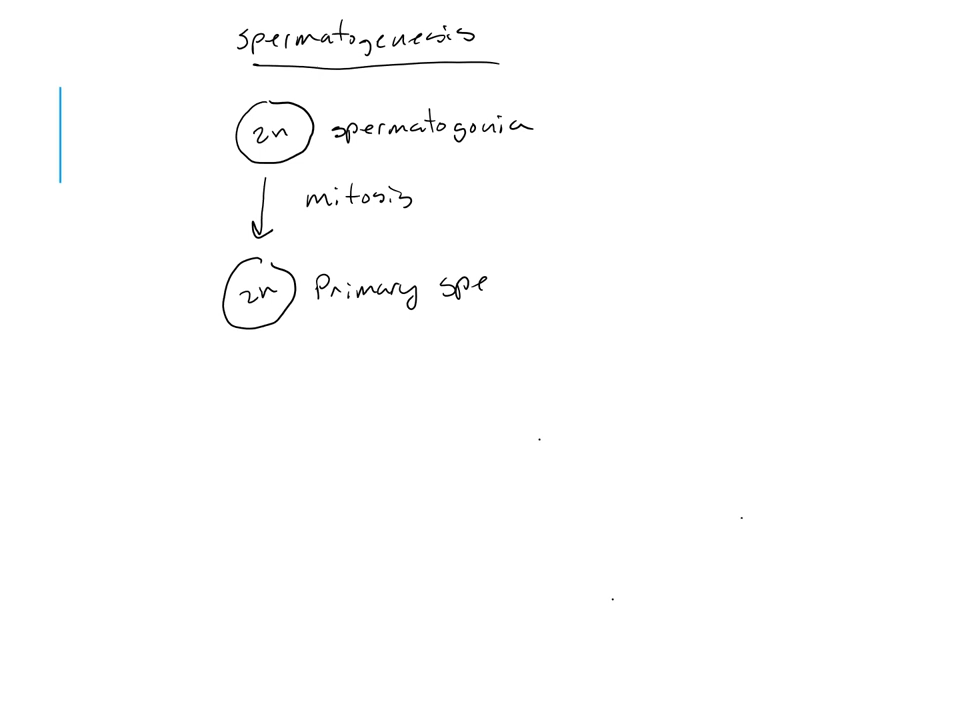 spermatogenesis
2n spermatogonia
mitosis
2n Primary spe